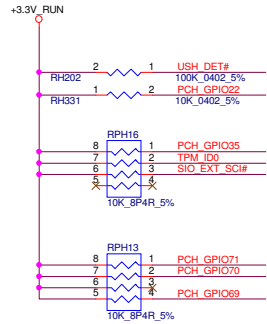 +3.3V_RUN
2 1 USH_DET#
RH202 100K_0402_5%
1 2 PCH_GPIO22
RH331 10K_0402_5%
RPH16
8 1 PCH_GPIO35
7 2 TPM_ID0
6 3 SIO_EXT_SCI#
5 4
10K_8P4R_5%
RPH13
8 1 PCH_GPIO71
7 2 PCH_GPIO70
6 3
5 4 PCH_GPIO69
10K_8P4R_5%